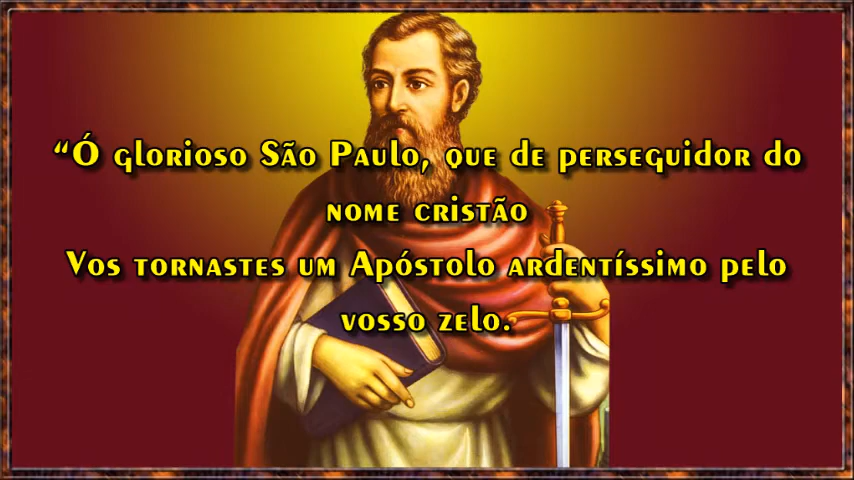 “Ó glorioso São Paulo, que de perseguidor do
nome cristão
Vos tornastes um Apóstolo ardentíssimo pelo
vosso zelo.